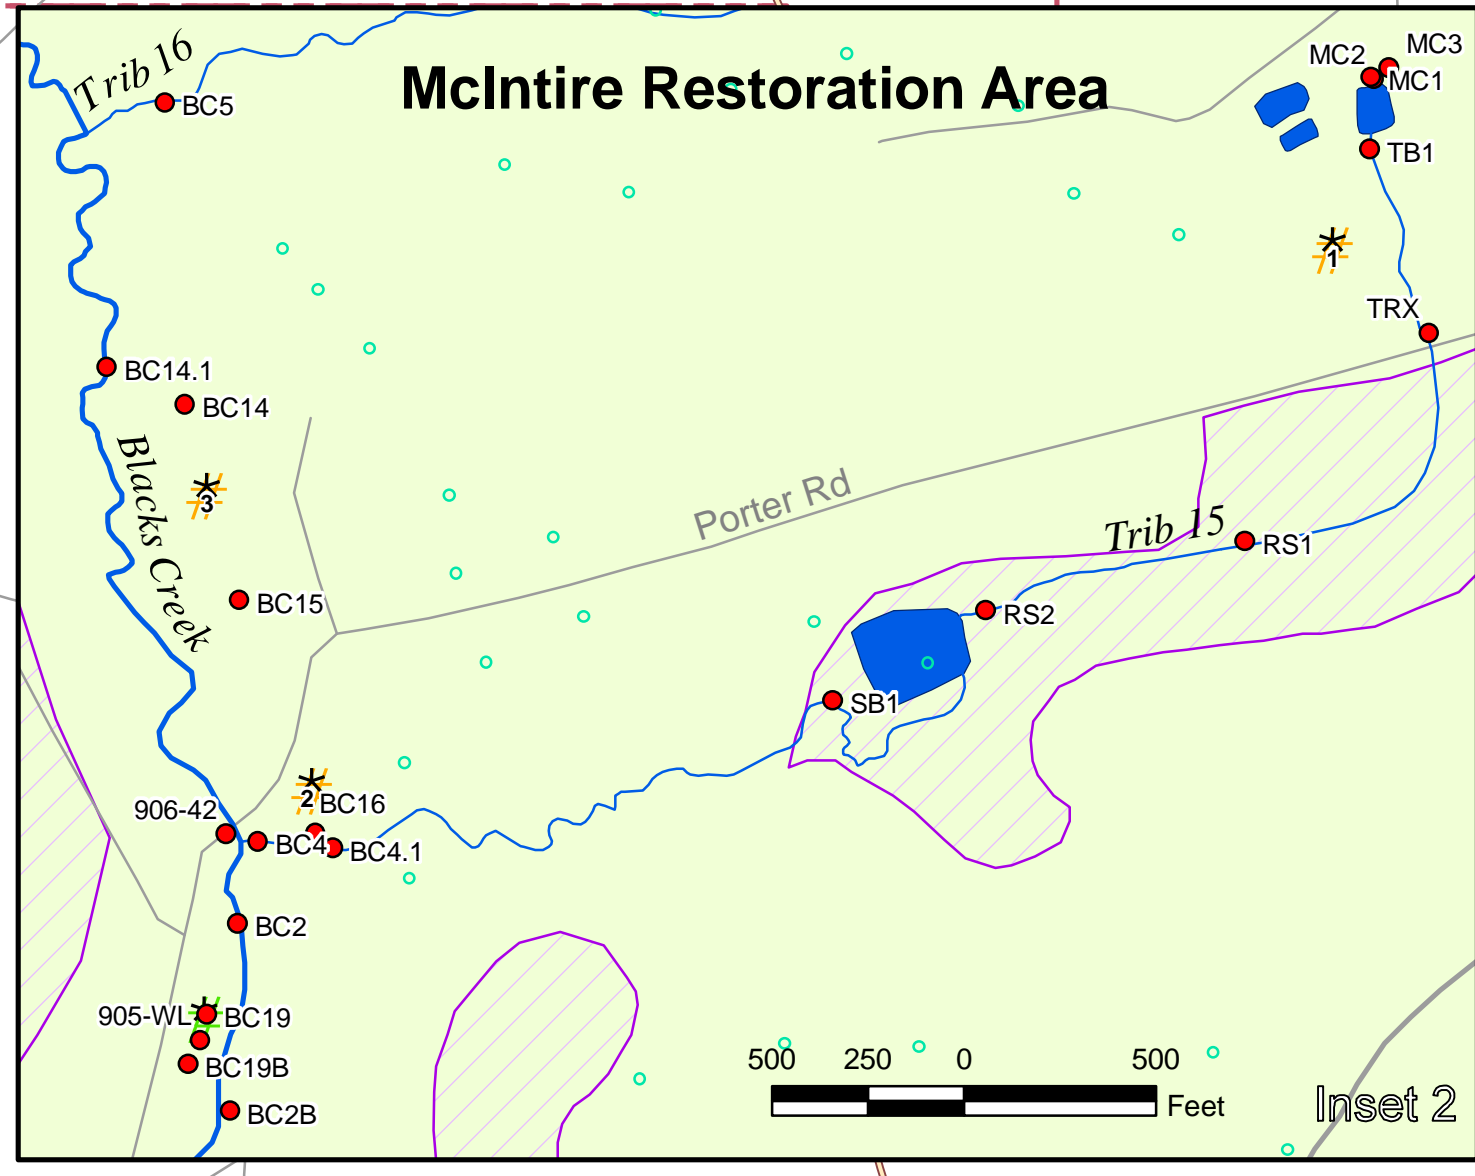 Trib 16
McIntire Restoration Area
MC3
MC2
MC1
BC5
TB1
1
TRX
BC14.1
BC14
Blacks Creek
3
Porter Rd
Trib 15
RS1
BC15
RS2
SB1
906-42
2
BC16
BC4
BC4.1
BC2
905-WL
BC19
BC19B
BC2B
500 250 0 500
Feet
Inset 2